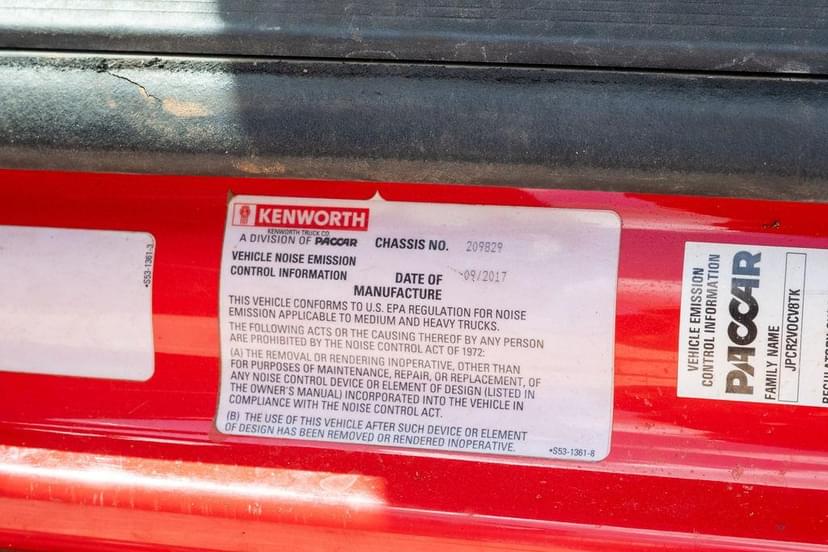 *S53-1361-3
KENWORTH
KENWORTH TRUCK CO.
A DIVISION OF PACCAR
CHASSIS NO. 209829
VEHICLE NOISE EMISSION
CONTROL INFORMATION
DATE OF
MANUFACTURE
09/2017
THIS VEHICLE CONFORMS TO U.S. EPA REGULATION FOR NOISE
EMISSION APPLICABLE TO MEDIUM AND HEAVY TRUCKS.
THE FOLLOWING ACTS OR THE CAUSING THEREOF BY ANY PERSON
ARE PROHIBITED BY THE NOISE CONTROL ACT OF 1972:
(A) THE REMOVAL OR RENDERING INOPERATIVE, OTHER THAN
FOR PURPOSES OF MAINTENANCE, REPAIR, OR REPLACEMENT, OF
ANY NOISE CONTROL DEVICE OR ELEMENT OF DESIGN (LISTED IN
THE OWNER'S MANUAL) INCORPORATED INTO THE VEHICLE IN
COMPLIANCE WITH THE NOISE CONTROL ACT.
(B) THE USE OF THIS VEHICLE AFTER SUCH DEVICE OR ELEMENT
OF DESIGN HAS BEEN REMOVED OR RENDERED INOPERATIVE.
*S53-1361-8
VEHICLE EMISSION
CONTROL INFORMATION
PACCAR
FAMILY NAME
JPCR2VOCV8TK